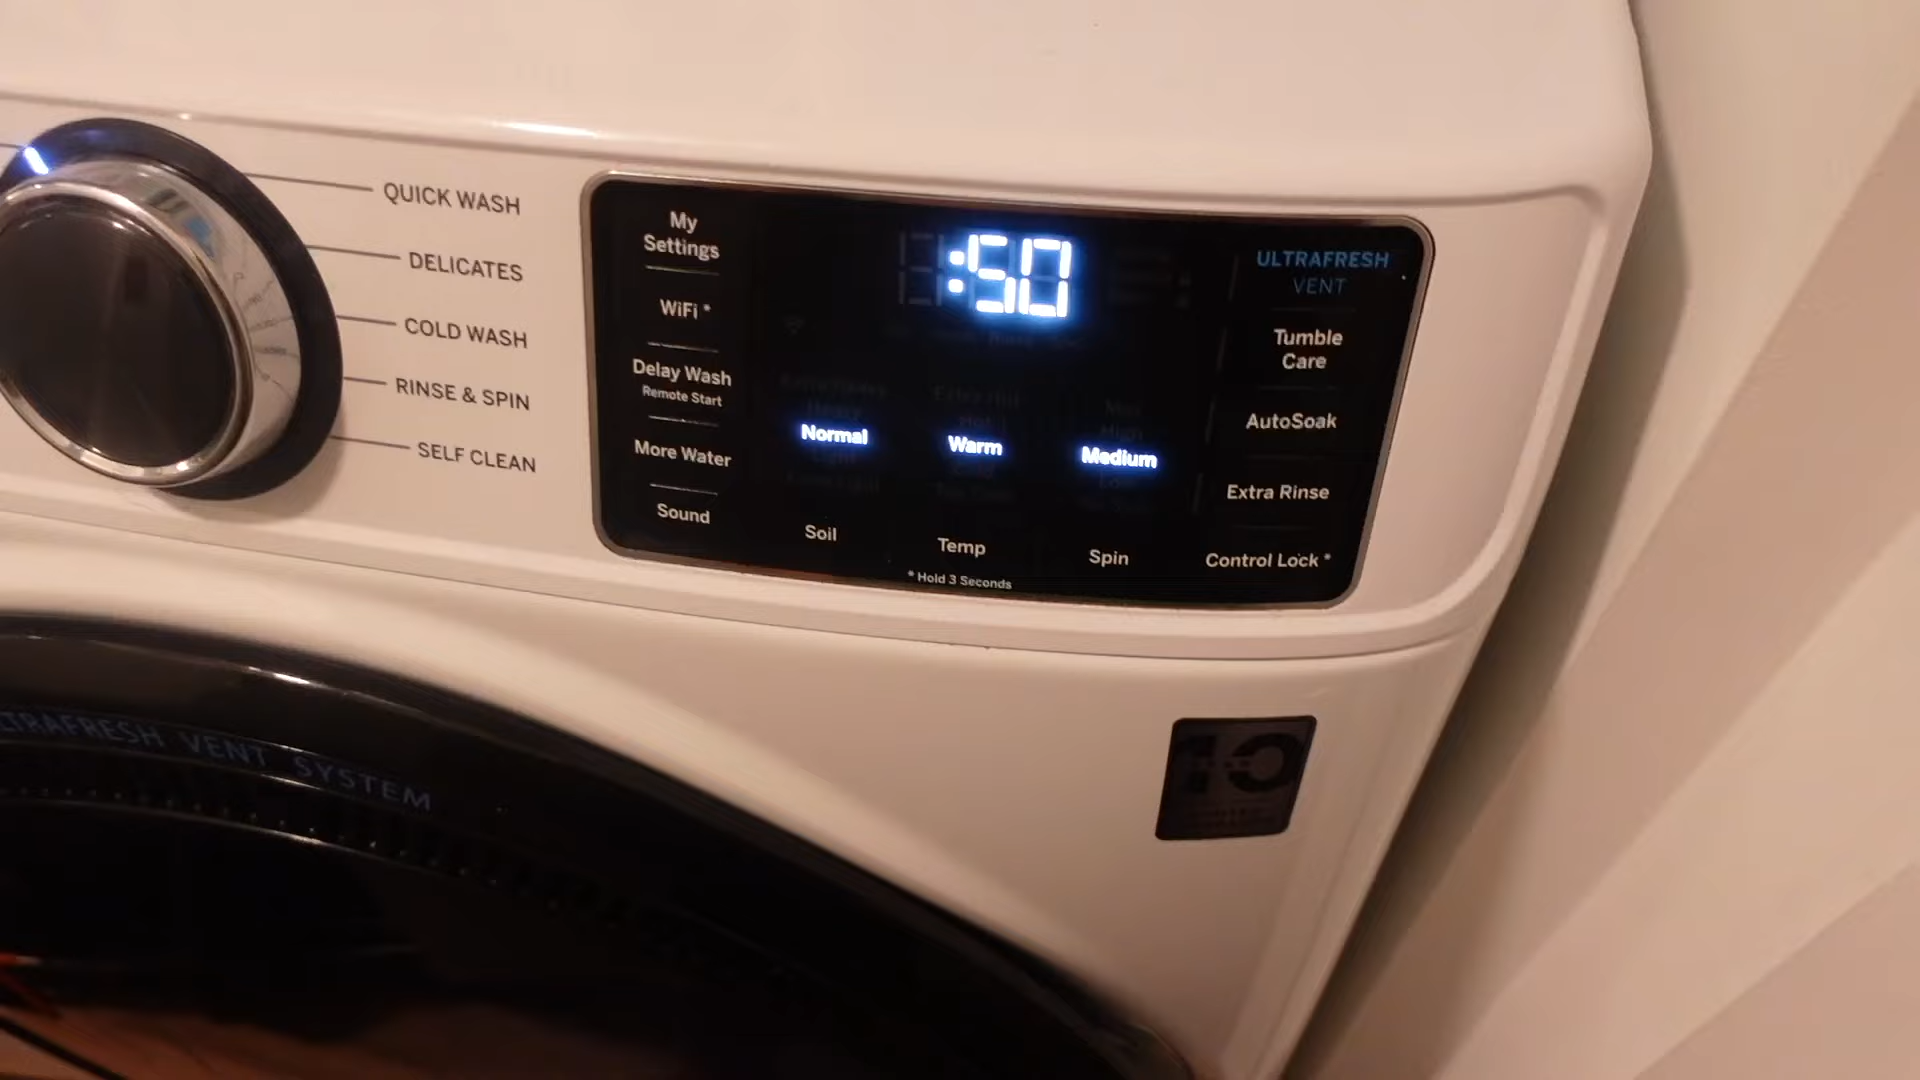 QUICK WASH
DELICATES
COLD WASH
RINSE & SPIN
SELF CLEAN
My
Settings
WiFi *
Delay Wash
Remote Start
More Water
Sound
:50
Normal
Warm
Medium
Soil
Temp
Spin
* Hold 3 Seconds
ULTRAFRESH
VENT
Tumble
Care
AutoSoak
Extra Rinse
Control Lock *
VENT SYSTEM
10